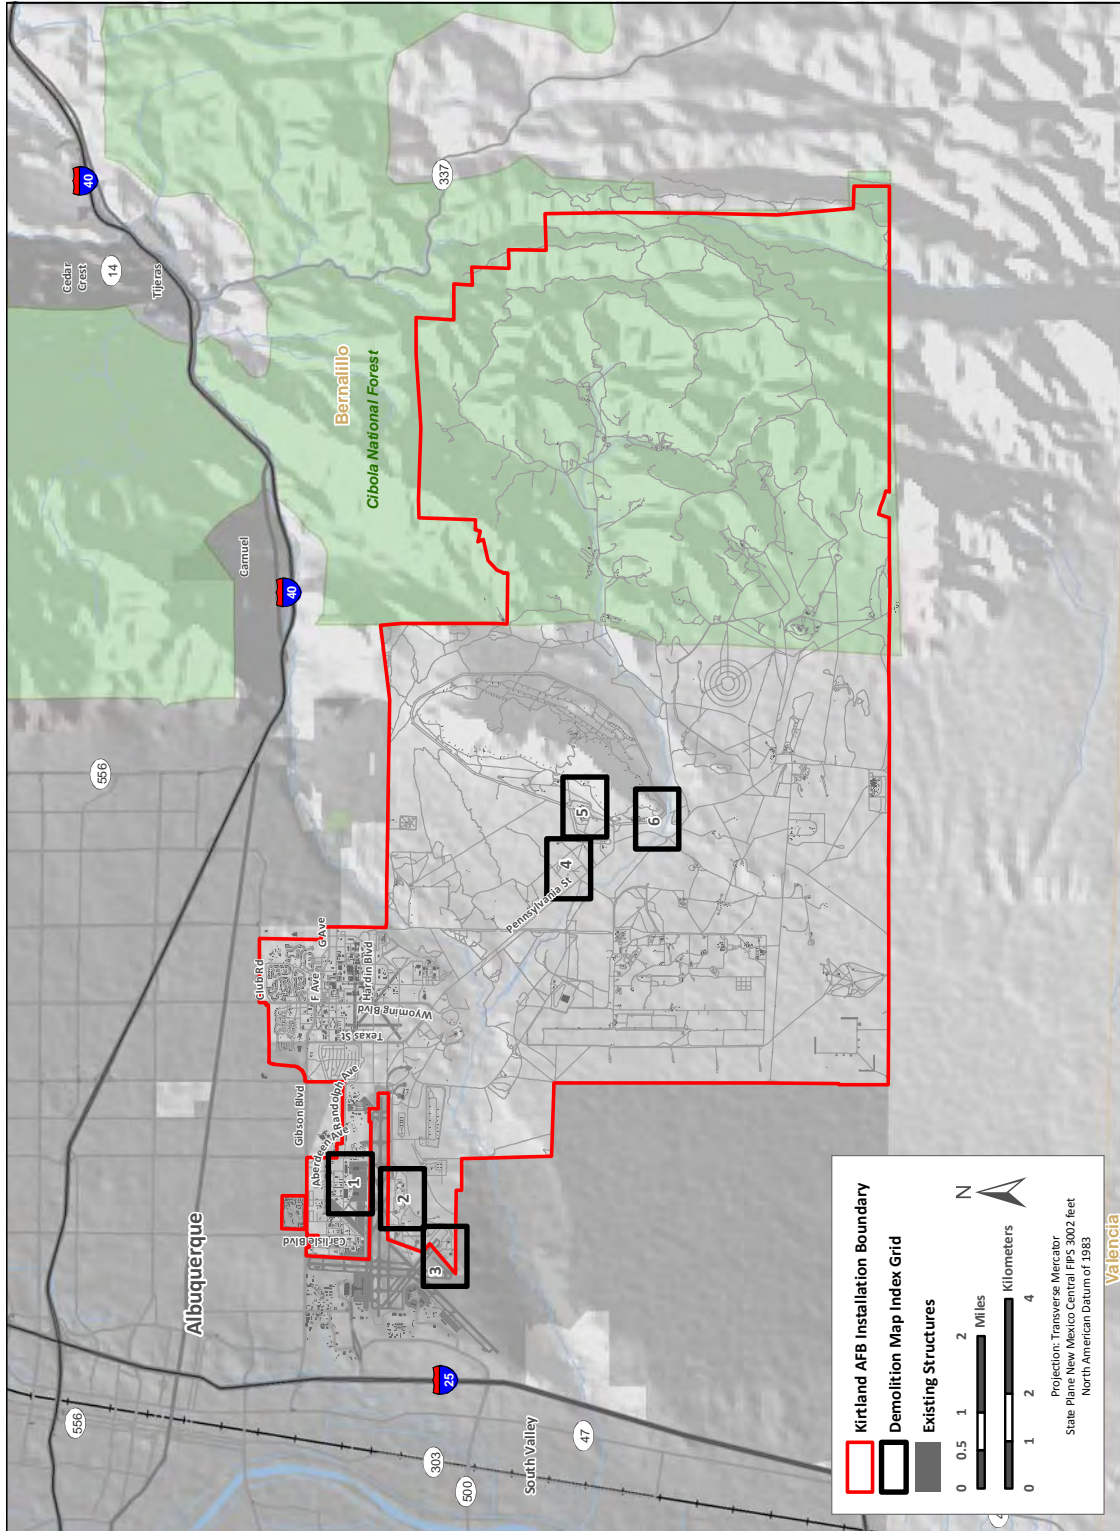 Albuquerque
South Valley
Carnuel
Tijeras
Cedar
Crest
Bernalillo
Cibola National Forest
Valencia
40
40
25
14
337
556
556
303
500
47
Gibson Blvd
Carlisle Blvd
Aberdeen Ave
Randolph Ave
Club Rd
G Ave
F Ave
Hardin Blvd
Texas St
Wyoming Blvd
Pennsylvania St
1
2
3
4
5
6
Kirtland AFB Installation Boundary
Demolition Map Index Grid
Existing Structures
0 0.5 1 2
Miles
0 1 2 4
Kilometers
N
Projection: Transverse Mercator
State Plane New Mexico Central FIPS 3002 feet
North American Datum of 1983